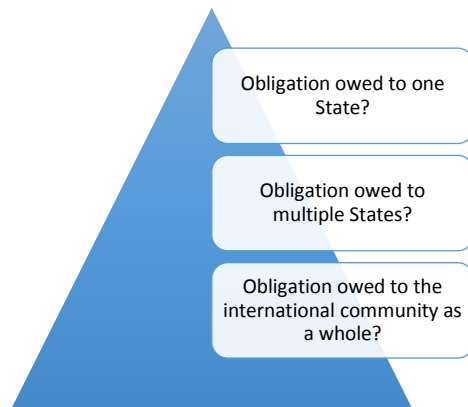 Obligation owed to one
State?
Obligation owed to
multiple States?
Obligation owed to the
international community as
a whole?